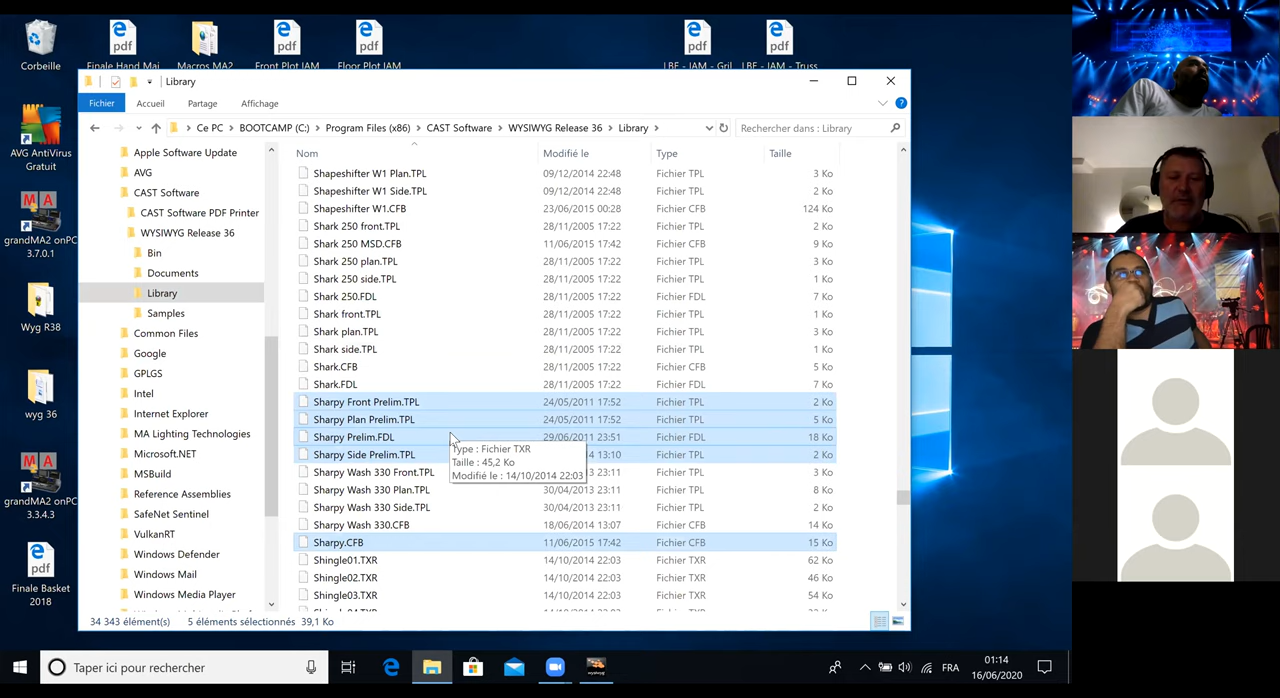 Corbeille
Finale Hand Mai
Macros MA2
Front Plot JAM
Floor Plot JAM
LBF - JAM - Gril
LBF - JAM - Truss
AVG AntiVirus
Gratuit
grandMA2 onPC
3.7.0.1
Wyg R38
wyg 36
grandMA2 onPC
3.3.4.3
Finale Basket
2018
Library
Fichier Accueil Partage Affichage
Ce PC BOOTCAMP (C:) Program Files (x86) CAST Software WYSIWYG Release 36 Library
Rechercher dans : Library
Apple Software Update
AVG
CAST Software
CAST Software PDF Printer
WYSIWYG Release 36
Bin
Documents
Library
Samples
Common Files
Google
GPLGS
Intel
Internet Explorer
MA Lighting Technologies
Microsoft.NET
MSBuild
Reference Assemblies
SafeNet Sentinel
VulkanRT
Windows Defender
Windows Mail
Windows Media Player
Nom Modifié le Type Taille
Shapeshifter W1 Plan.TPL 09/12/2014 22:48 Fichier TPL 3 Ko
Shapeshifter W1 Side.TPL 09/12/2014 22:48 Fichier TPL 2 Ko
Shapeshifter W1.CFB 23/06/2015 00:28 Fichier CFB 124 Ko
Shark 250 front.TPL 28/11/2005 17:22 Fichier TPL 2 Ko
Shark 250 MSD.CFB 11/06/2015 17:42 Fichier CFB 9 Ko
Shark 250 plan.TPL 28/11/2005 17:22 Fichier TPL 3 Ko
Shark 250 side.TPL 28/11/2005 17:22 Fichier TPL 1 Ko
Shark 250.FDL 28/11/2005 17:22 Fichier FDL 7 Ko
Shark front.TPL 28/11/2005 17:22 Fichier TPL 1 Ko
Shark plan.TPL 28/11/2005 17:22 Fichier TPL 3 Ko
Shark side.TPL 28/11/2005 17:22 Fichier TPL 1 Ko
Shark.CFB 28/11/2005 17:22 Fichier CFB 5 Ko
Shark.FDL 28/11/2005 17:22 Fichier FDL 7 Ko
Sharpy Front Prelim.TPL 24/05/2011 17:52 Fichier TPL 2 Ko
Sharpy Plan Prelim.TPL 24/05/2011 17:52 Fichier TPL 5 Ko
Sharpy Prelim.FDL 29/06/2011 23:51 Fichier FDL 18 Ko
Sharpy Side Prelim.TPL 14 13:10 Fichier TPL 2 Ko
Sharpy Wash 330 Front.TPL 23:11 Fichier TPL 3 Ko
Sharpy Wash 330 Plan.TPL 30/04/2013 23:11 Fichier TPL 8 Ko
Sharpy Wash 330 Side.TPL 30/04/2013 23:11 Fichier TPL 2 Ko
Sharpy Wash 330.CFB 18/06/2014 13:07 Fichier CFB 14 Ko
Sharpy.CFB 11/06/2015 17:42 Fichier CFB 15 Ko
Shingle01.TXR 14/10/2014 22:03 Fichier TXR 62 Ko
Shingle02.TXR 14/10/2014 22:03 Fichier TXR 46 Ko
Shingle03.TXR 14/10/2014 22:03 Fichier TXR 54 Ko
Type : Fichier TXR
Taille : 45,2 Ko
Modifié le : 14/10/2014 22:03
34 343 élément(s) 5 éléments sélectionnés 39,1 Ko
Taper ici pour rechercher
FRA
01:14
16/06/2020